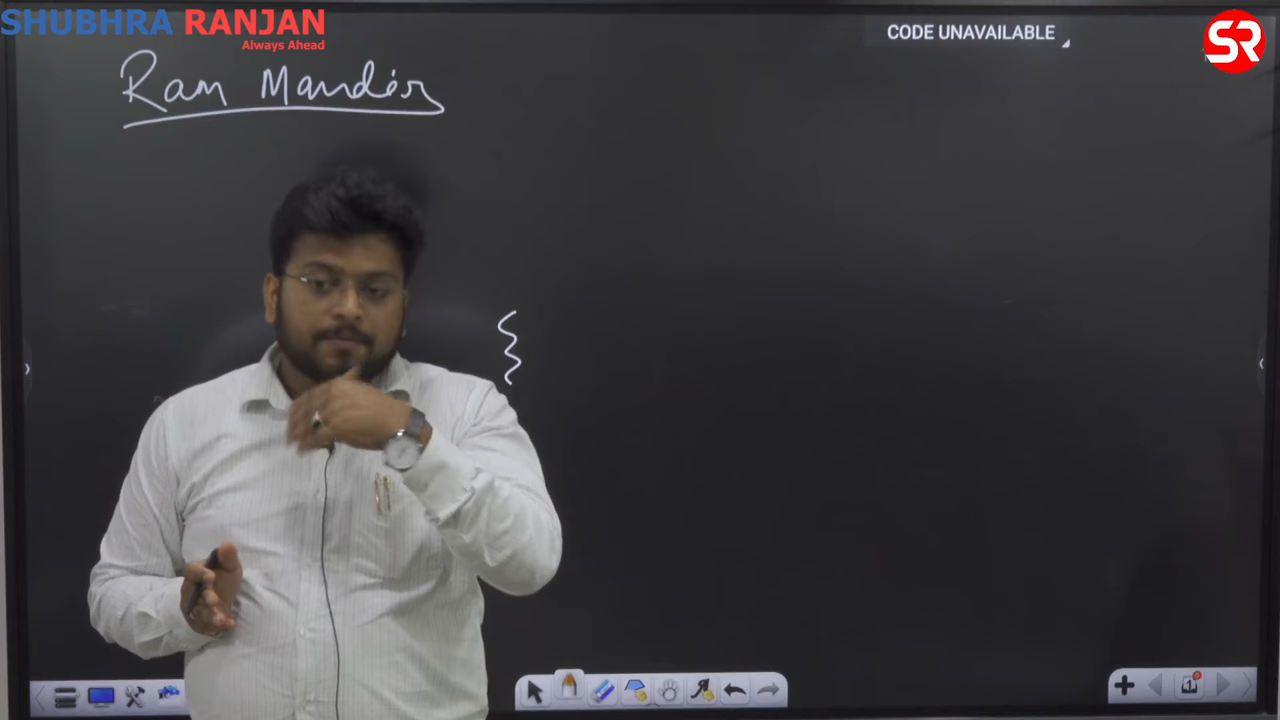 SHUBHRA RANJAN
Always Ahead
CODE UNAVAILABLE
SR
Ram Mandir